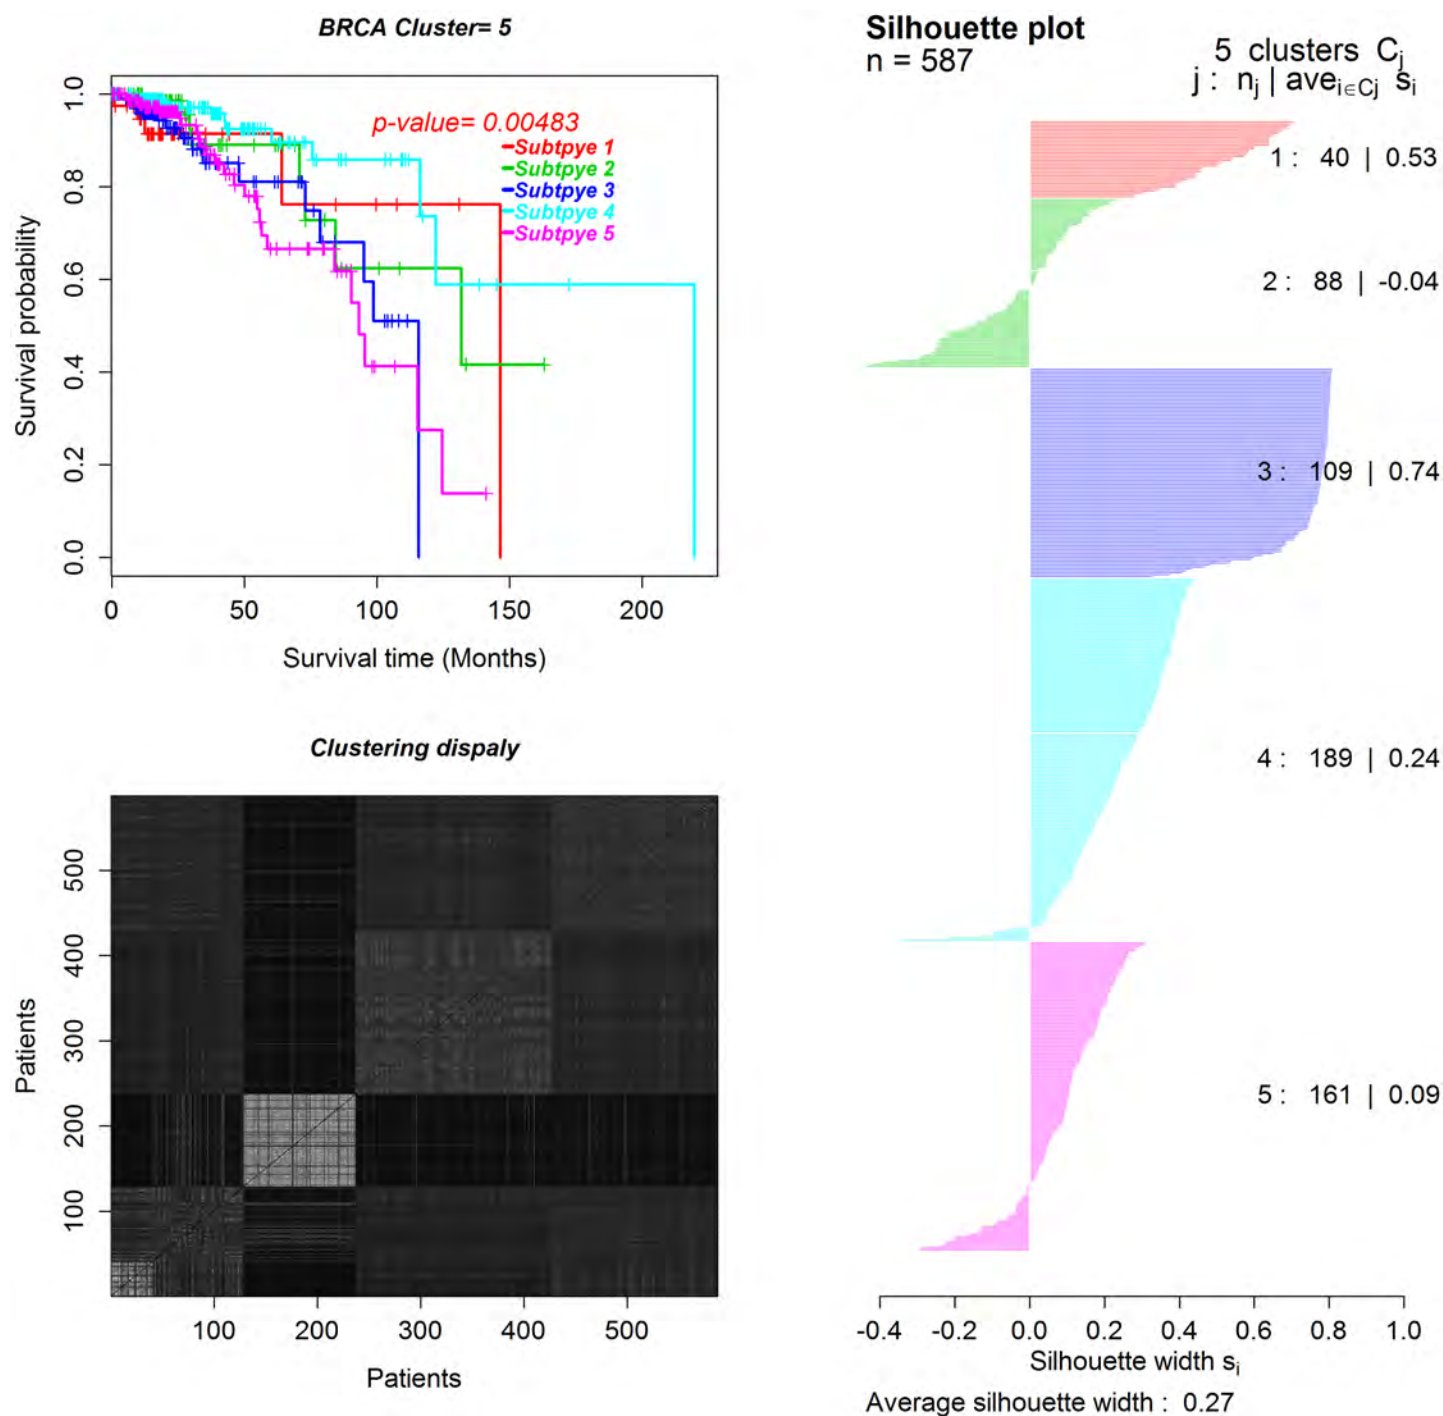 BRCA Cluster= 5
p-value= 0.00483
Subtpye 1
Subtpye 2
Subtpye 3
Subtpye 4
Subtpye 5
Survival probability
0.0
0.2
0.4
0.6
0.8
1.0
0 50 100 150 200
Survival time (Months)
Clustering dispaly
Patients
100
200
300
400
500
100 200 300 400 500
Patients
Silhouette plot
n = 587
5 clusters Cj
j : nj | avei∈Cj si
1 : 40 | 0.53
2 : 88 | -0.04
3 : 109 | 0.74
4 : 189 | 0.24
5 : 161 | 0.09
-0.4 -0.2 0.0 0.2 0.4 0.6 0.8 1.0
Silhouette width si
Average silhouette width : 0.27